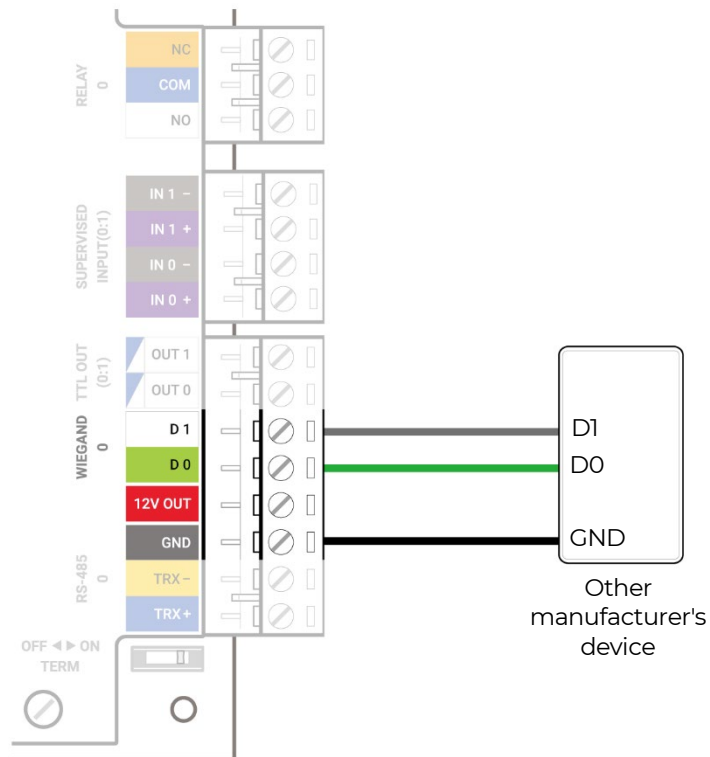 RELAY
0
NC
COM
NO
SUPERVISED
INPUT(0:1)
IN 1 −
IN 1 +
IN 0 −
IN 0 +
TTL OUT
(0:1)
OUT 1
OUT 0
WIEGAND
0
D 1
D 0
12V OUT
GND
RS-485
0
TRX −
TRX +
OFF ◀ ▶ ON
TERM
D1
D0
GND
Other
manufacturer's
device